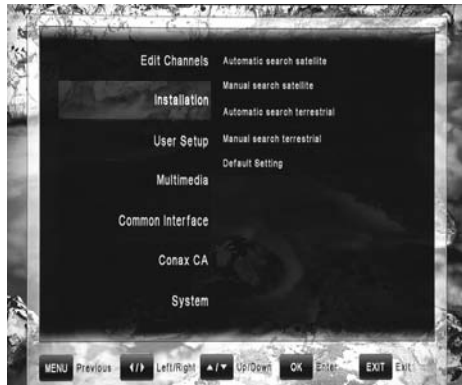 Edit Channels
Installation
User Setup
Multimedia
Common Interface
Conax CA
System
Automatic search satellite
Manual search satellite
Automatic search terrestrial
Manual search terrestrial
Default Setting
MENU Previous ◀/▶ Left/Right ▲/▼ Up/Down OK Enter EXIT Exit